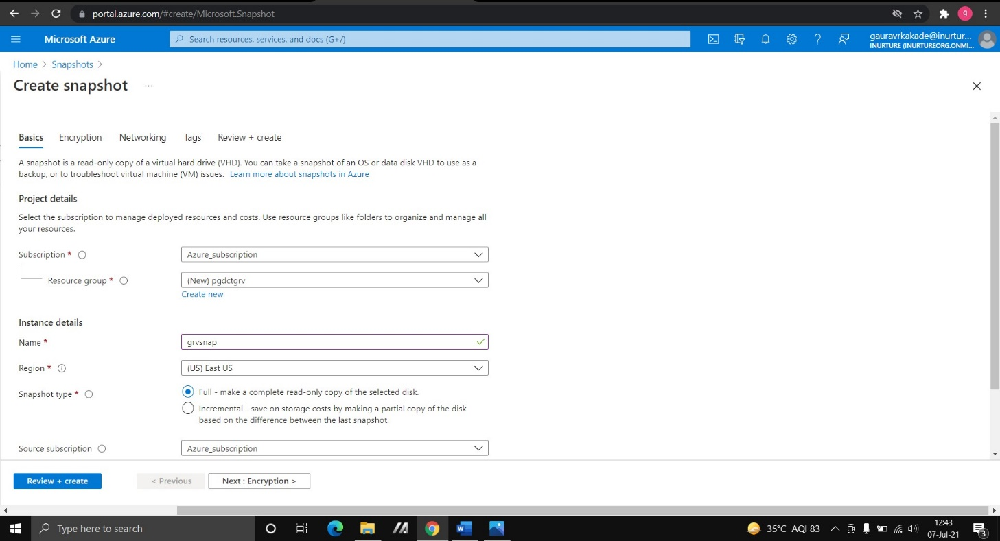 portal.azure.com/#create/Microsoft.Snapshot
g
Microsoft Azure
Search resources, services, and docs (G+/)
gauravrkakade@inurtur...
INURTURE (INURTUREORG.ONMI...
Home > Snapshots >
Create snapshot ...
Basics Encryption Networking Tags Review + create
A snapshot is a read-only copy of a virtual hard drive (VHD). You can take a snapshot of an OS or data disk VHD to use as a
backup, or to troubleshoot virtual machine (VM) issues. Learn more about snapshots in Azure
Project details
Select the subscription to manage deployed resources and costs. Use resource groups like folders to organize and manage all
your resources.
Subscription * Azure_subscription
Resource group * (New) pgdctgrv
Create new
Instance details
Name * grvsnap
Region * (US) East US
Snapshot type * Full - make a complete read-only copy of the selected disk.
Incremental - save on storage costs by making a partial copy of the disk
based on the difference between the last snapshot.
Source subscription Azure_subscription
Review + create < Previous Next : Encryption >
Type here to search
35°C AQI 83
12:43
07-Jul-21
3